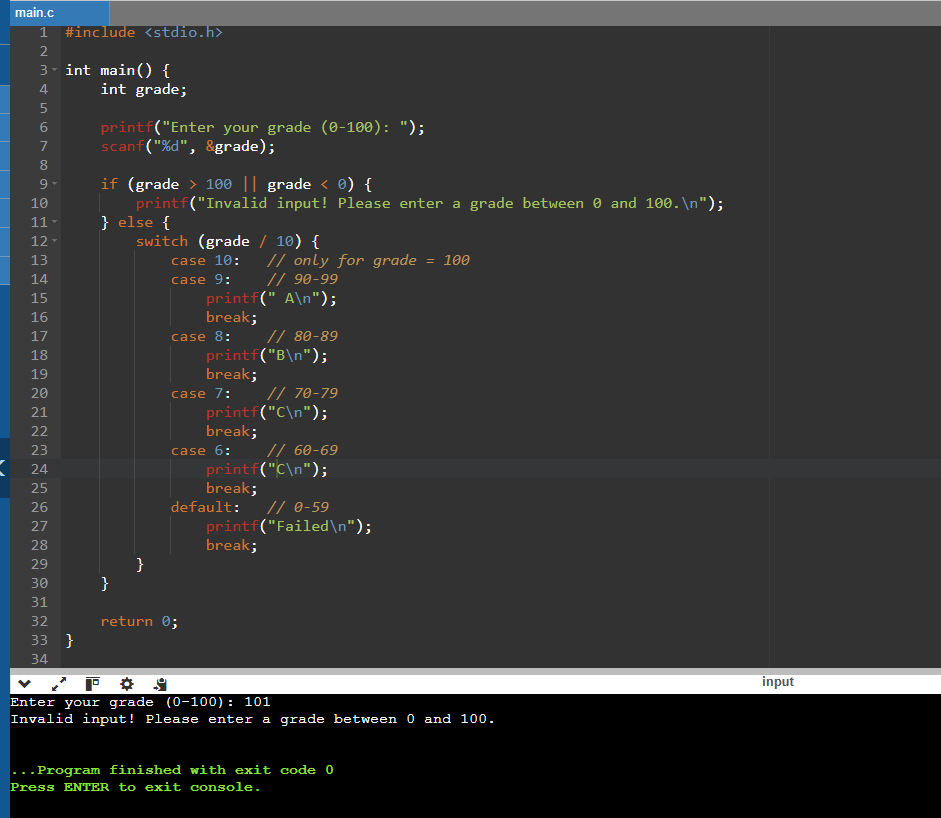 main.c
1 #include <stdio.h>
2
3 int main() {
4     int grade;
5
6     printf("Enter your grade (0-100): ");
7     scanf("%d", &grade);
8
9     if (grade > 100 || grade < 0) {
10         printf("Invalid input! Please enter a grade between 0 and 100.\n");
11     } else {
12         switch (grade / 10) {
13             case 10:   // only for grade = 100
14             case 9:    // 90-99
15                 printf(" A\n");
16                 break;
17             case 8:    // 80-89
18                 printf("B\n");
19                 break;
20             case 7:    // 70-79
21                 printf("C\n");
22                 break;
23             case 6:    // 60-69
24                 printf("C\n");
25                 break;
26             default:   // 0-59
27                 printf("Failed\n");
28                 break;
29         }
30     }
31
32     return 0;
33 }
34
input
Enter your grade (0-100): 101
Invalid input! Please enter a grade between 0 and 100.
...Program finished with exit code 0
Press ENTER to exit console.